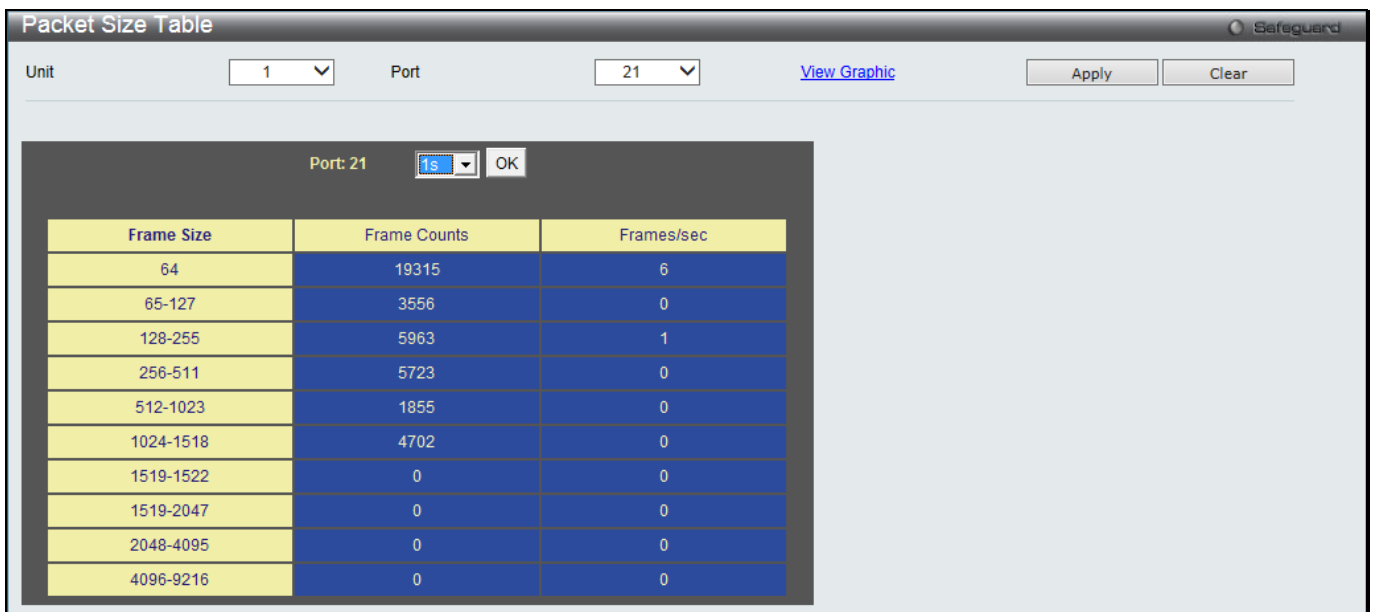 Packet Size Table Safeguard
Unit 1 Port 21 View Graphic Apply Clear
Port: 21 1s OK
Frame Size Frame Counts Frames/sec
64 19315 6
65-127 3556 0
128-255 5963 1
256-511 5723 0
512-1023 1855 0
1024-1518 4702 0
1519-1522 0 0
1519-2047 0 0
2048-4095 0 0
4096-9216 0 0